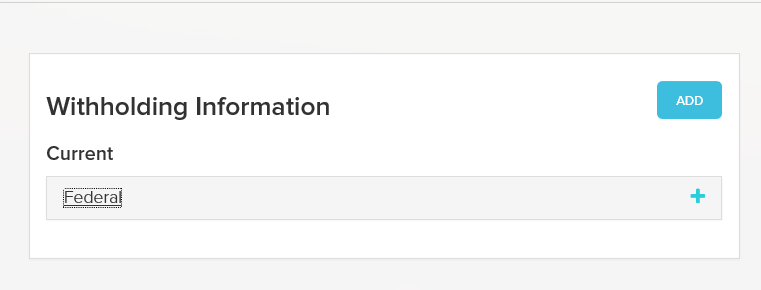 Withholding Information
ADD
Current
Federal